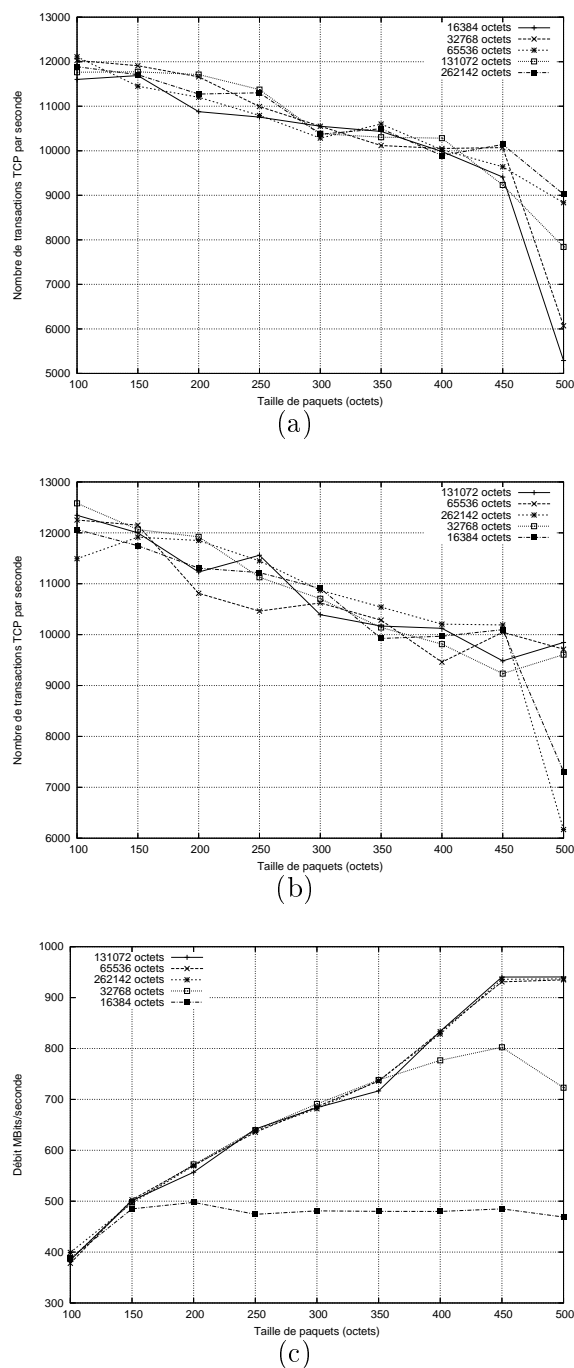 13000
12000
11000
10000
9000
8000
7000
6000
5000
Nombre de transactions TCP par seconde
16384 octets
32768 octets
65536 octets
131072 octets
262142 octets
100 150 200 250 300 350 400 450 500
Taille de paquets (octets)
(a)
13000
12000
11000
10000
9000
8000
7000
6000
Nombre de transactions TCP par seconde
131072 octets
65536 octets
262142 octets
32768 octets
16384 octets
100 150 200 250 300 350 400 450 500
Taille de paquets (octets)
(b)
1000
900
800
700
600
500
400
300
Débit MBits/seconde
131072 octets
65536 octets
262142 octets
32768 octets
16384 octets
100 150 200 250 300 350 400 450 500
Taille de paquets (octets)
(c)